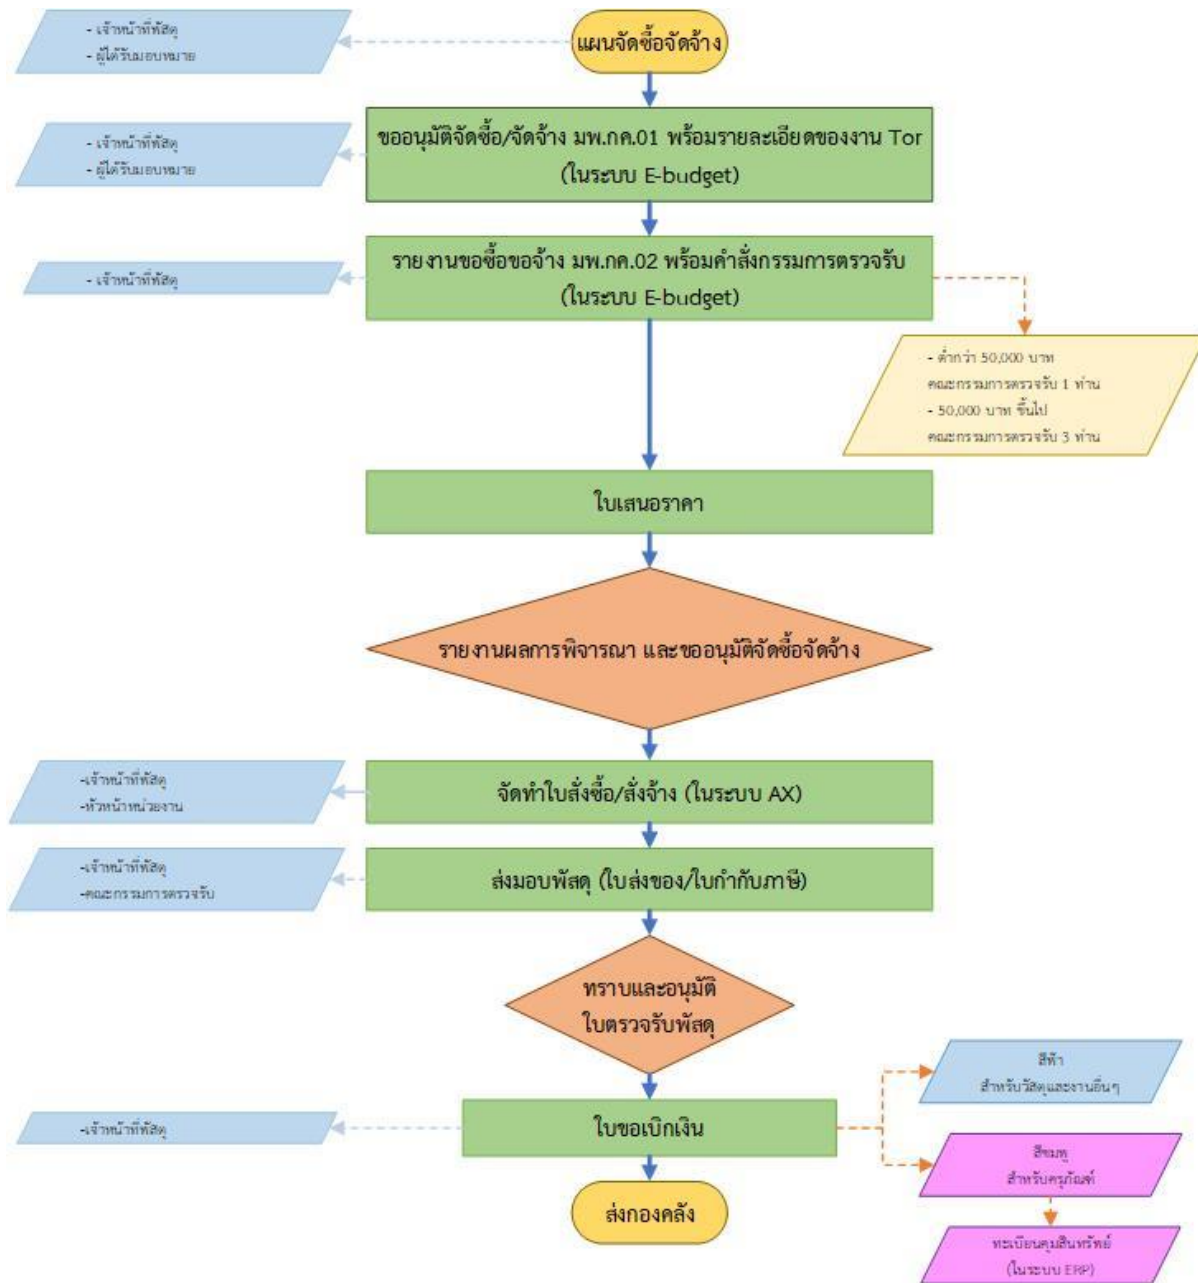 - เจ้าหน้าที่พัสดุ
- ผู้ได้รับมอบหมาย
แผนจัดซื้อจัดจ้าง
- เจ้าหน้าที่พัสดุ
- ผู้ได้รับมอบหมาย
ขออนุมัติจัดซื้อ/จัดจ้าง มพ.กค.01 พร้อมรายละเอียดของงาน Tor
(ในระบบ E-budget)
- เจ้าหน้าที่พัสดุ
รายงานขอซื้อขอจ้าง มพ.กค.02 พร้อมคำสั่งกรรมการตรวจรับ
(ในระบบ E-budget)
- ต่ำกว่า 50,000 บาท
คณะกรรมการตรวจรับ 1 ท่าน
- 50,000 บาท ขึ้นไป
คณะกรรมการตรวจรับ 3 ท่าน
ใบเสนอราคา
รายงานผลการพิจารณา และขออนุมัติจัดซื้อจัดจ้าง
-เจ้าหน้าที่พัสดุ
-หัวหน้าหน่วยงาน
จัดทำใบสั่งซื้อ/สั่งจ้าง (ในระบบ AX)
-เจ้าหน้าที่พัสดุ
-คณะกรรมการตรวจรับ
ส่งมอบพัสดุ (ใบส่งของ/ใบกำกับภาษี)
ทราบและอนุมัติ
ใบตรวจรับพัสดุ
สีฟ้า
สำหรับวัสดุและงานอื่นๆ
-เจ้าหน้าที่พัสดุ
ใบขอเบิกเงิน
สีชมพู
สำหรับครุภัณฑ์
ส่งกองคลัง
ทะเบียนคุมสินทรัพย์
(ในระบบ ERP)